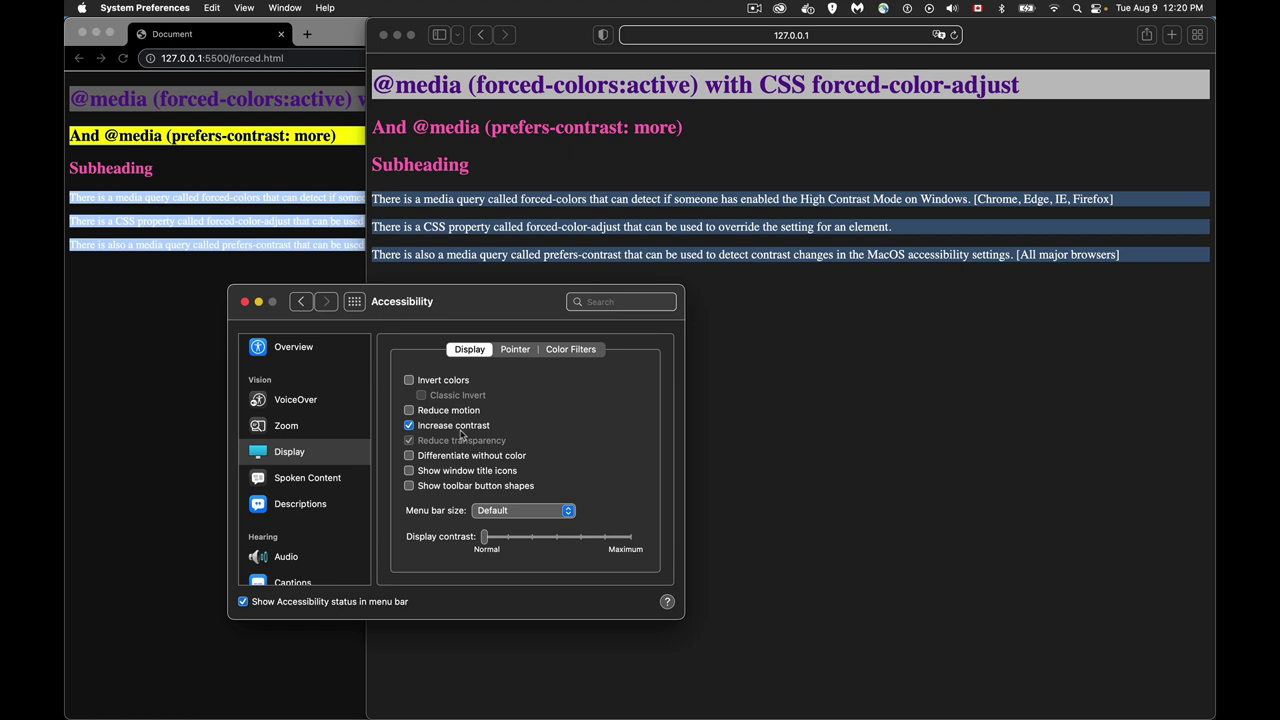 System Preferences Edit View Window Help
Tue Aug 9 12:20 PM
Document
127.0.0.1:5500/forced.html
@media (forced-colors:active) w
And @media (prefers-contrast: more)
Subheading
There is a media query called forced-colors that can detect if some
There is a CSS property called forced-color-adjust that can be used
There is also a media query called prefers-contrast that can be used
127.0.0.1
@media (forced-colors:active) with CSS forced-color-adjust
And @media (prefers-contrast: more)
Subheading
There is a media query called forced-colors that can detect if someone has enabled the High Contrast Mode on Windows. [Chrome, Edge, IE, Firefox]
There is a CSS property called forced-color-adjust that can be used to override the setting for an element.
There is also a media query called prefers-contrast that can be used to detect contrast changes in the MacOS accessibility settings. [All major browsers]
Accessibility
Search
Overview
Vision
VoiceOver
Zoom
Display
Spoken Content
Descriptions
Hearing
Audio
Captions
Display Pointer Color Filters
Invert colors
Classic Invert
Reduce motion
Increase contrast
Reduce transparency
Differentiate without color
Show window title icons
Show toolbar button shapes
Menu bar size: Default
Display contrast:
Normal Maximum
Show Accessibility status in menu bar
?